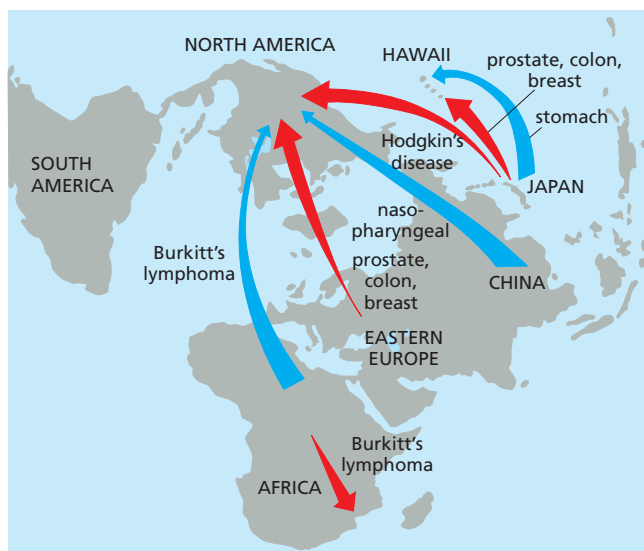 NORTH AMERICA
HAWAII
prostate, colon,
breast
stomach
Hodgkin's
disease
JAPAN
SOUTH
AMERICA
naso-
pharyngeal
Burkitt's
lymphoma
prostate,
colon,
breast
CHINA
EASTERN
EUROPE
Burkitt's
lymphoma
AFRICA